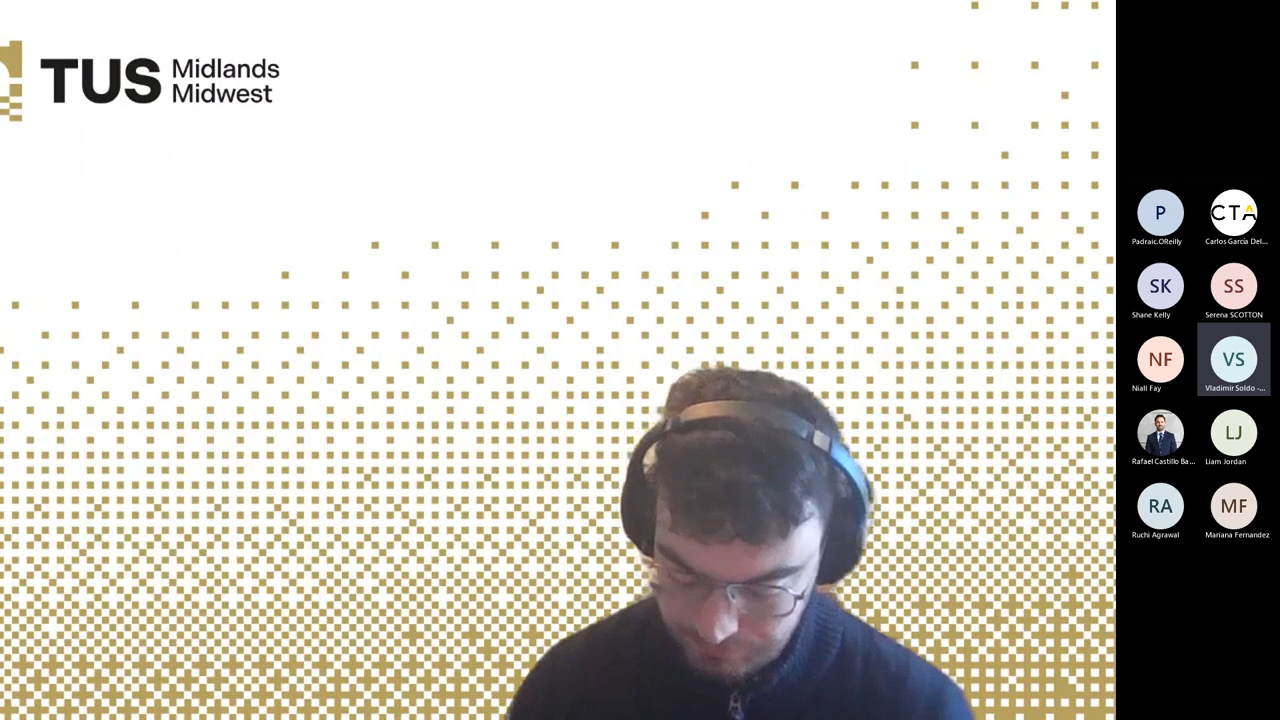 TUS Midlands
Midwest
P
Padraic.OReilly
CTA
Carlos García Del...
SK
Shane Kelly
SS
Serena SCOTTON
NF
Niall Fay
VS
Vladimir Soldo -...
Rafael Castillo Ba...
LJ
Liam Jordan
RA
Ruchi Agrawal
MF
Mariana Fernandez